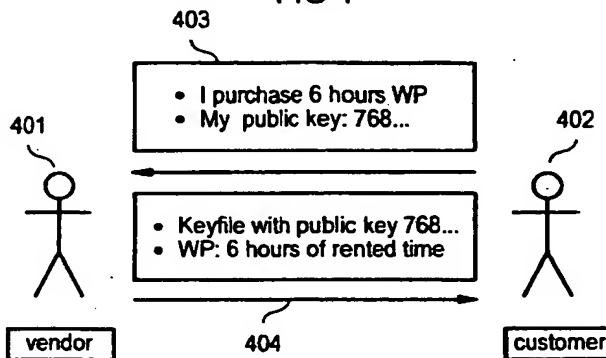 403
• I purchase 6 hours WP
• My public key: 768...
401
402
• Keyfile with public key 768...
• WP: 6 hours of rented time
vendor
404
customer